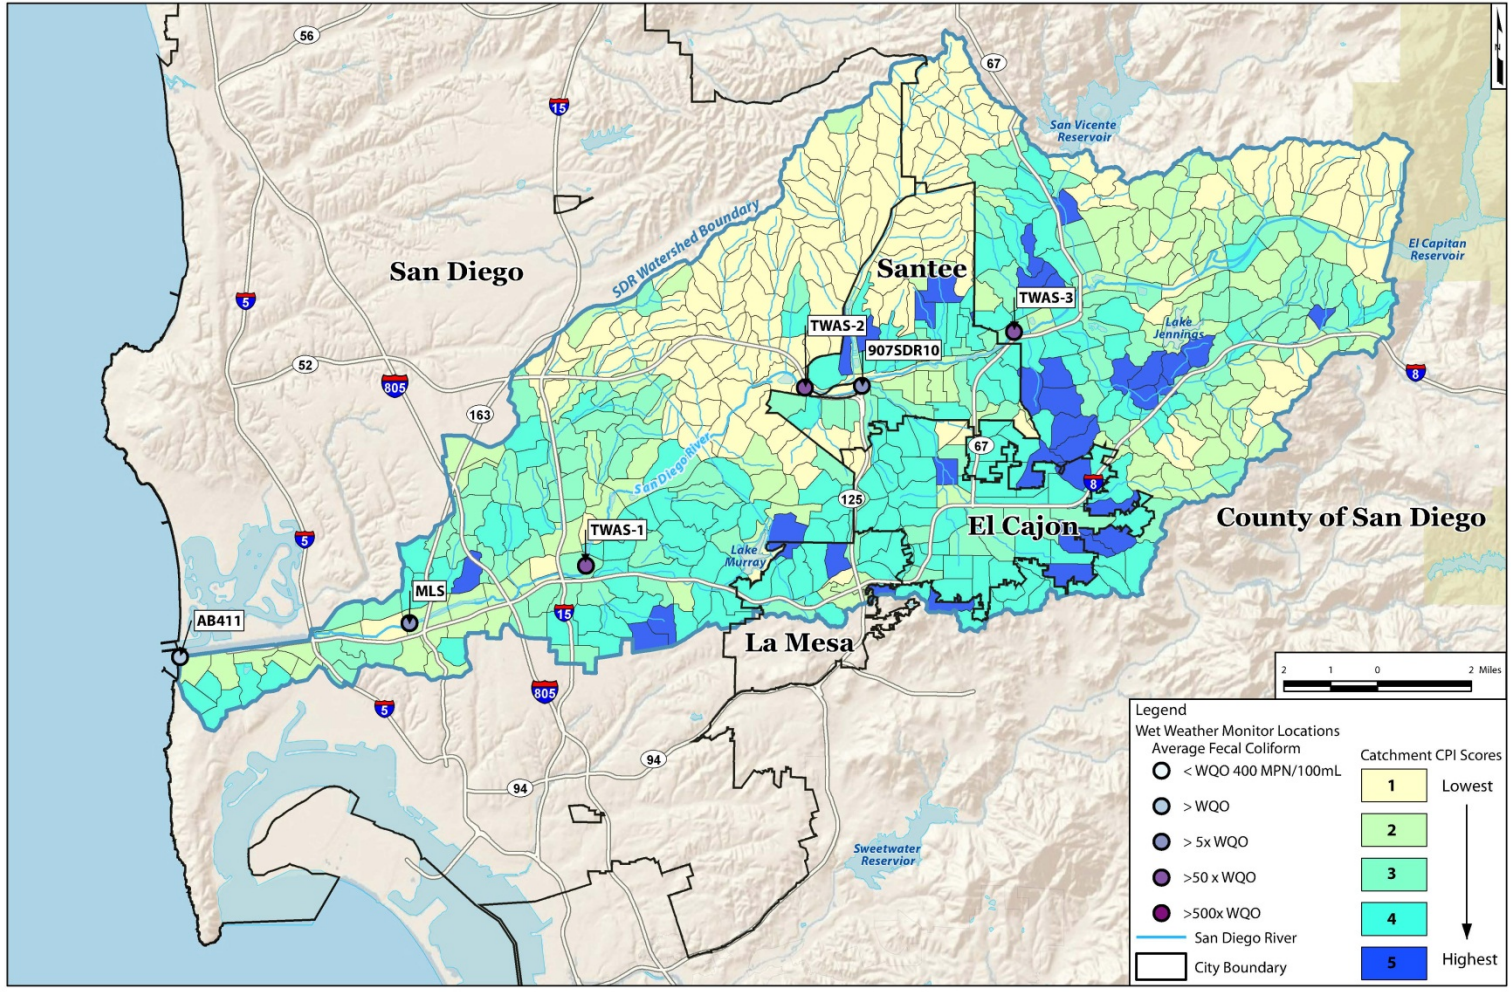 56
67
15
San Vicente
Reservoir
SDR Watershed Boundary
El Capitan
Reservoir
San Diego
Santee
5
TWAS-3
TWAS-2
Lake
Jennings
907SDR10
52
805
8
163
67
San Diego River
8
125
County of San Diego
El Cajon
TWAS-1
5
Lake
Murray
MLS
15
AB411
La Mesa
805
5
94
94
Sweetwater
Reservior
N
2 1 0 2 Miles
Legend
Wet Weather Monitor Locations
Average Fecal Coliform
< WQO 400 MPN/100mL
> WQO
> 5x WQO
>50 x WQO
>500x WQO
San Diego River
City Boundary
Catchment CPI Scores
1 Lowest
2
3
4
5 Highest